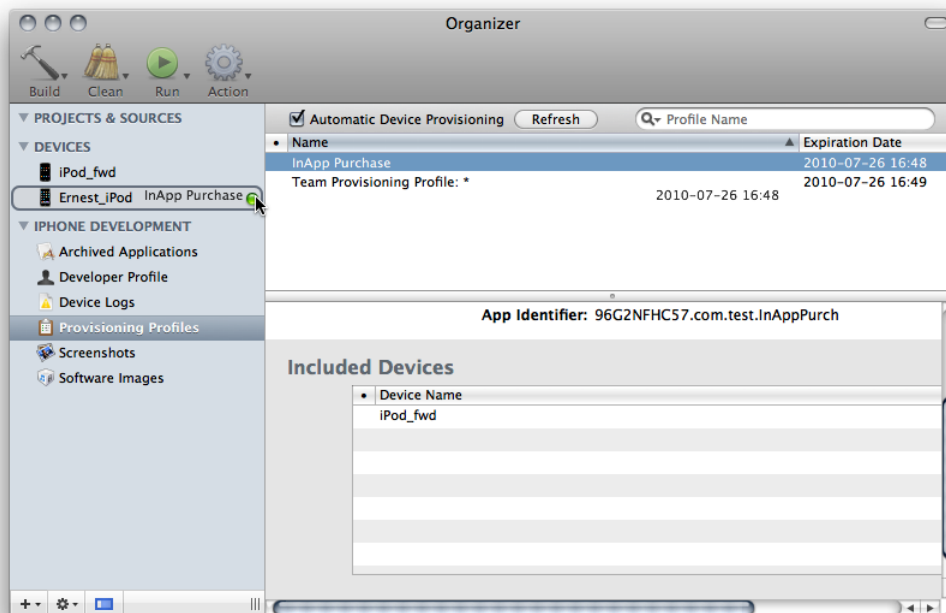 Organizer
Build Clean Run Action
PROJECTS & SOURCES
DEVICES
iPod_fwd
Ernest_iPod InApp Purchase
IPHONE DEVELOPMENT
Archived Applications
Developer Profile
Device Logs
Provisioning Profiles
Screenshots
Software Images
Automatic Device Provisioning Refresh Profile Name
• Name Expiration Date
InApp Purchase 2010-07-26 16:48
Team Provisioning Profile: * 2010-07-26 16:49
2010-07-26 16:48
App Identifier: 96G2NFHC57.com.test.InAppPurch
Included Devices
• Device Name
iPod_fwd